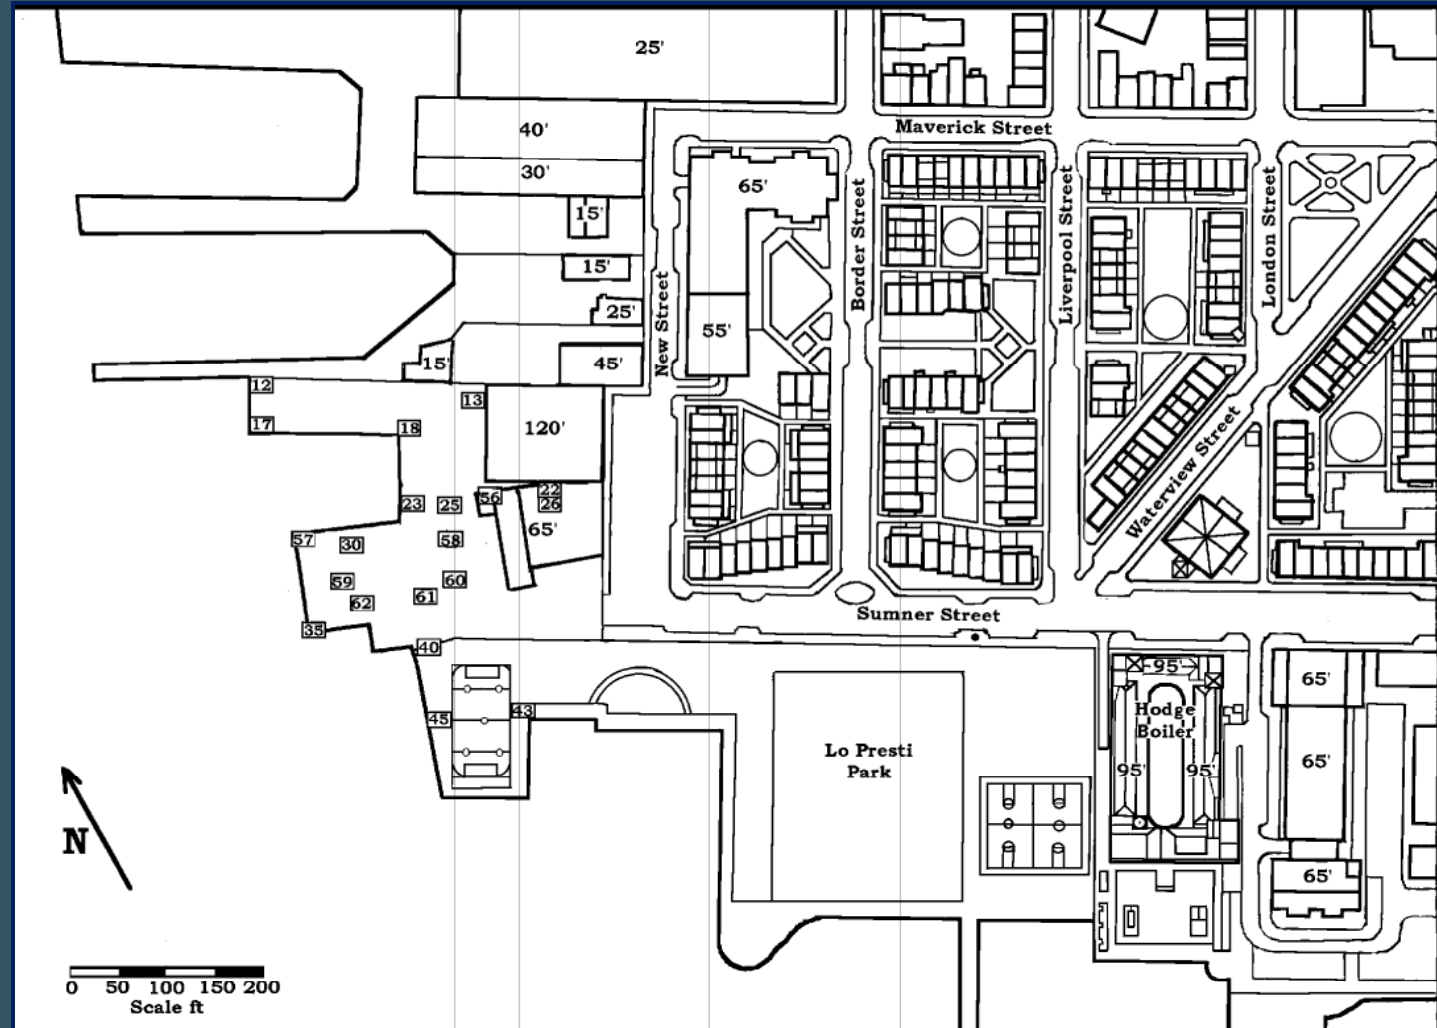 25'
Maverick Street
40'
30'
65'
15'
15'
25'
New Street
Border Street
Liverpool Street
London Street
55'
15'
45'
12
13
17
18
120'
Waterview Street
22
23
25
56
26
65'
57
30
58
59
60
61
62
35
Sumner Street
40
95'
65'
45
43
Hodge
Boiler
Lo Presti
Park
95'
95'
65'
N
65'
0 50 100 150 200
Scale ft